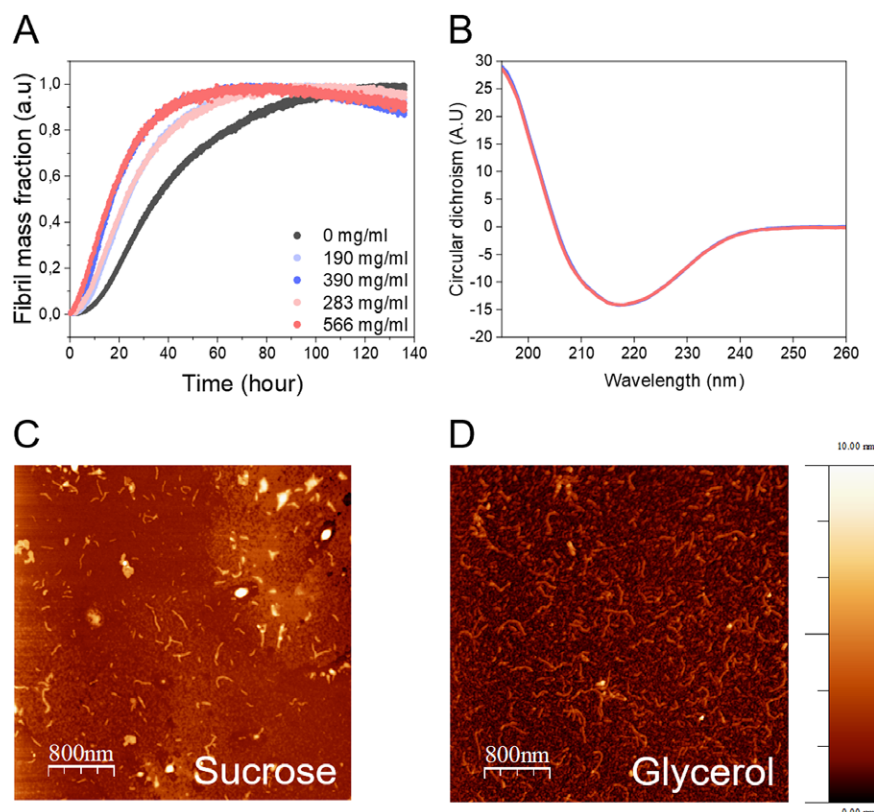 A
Fibril mass fraction (a.u)
1,0
0,8
0,6
0,4
0,2
0,0
0 20 40 60 80 100 120 140
Time (hour)
0 mg/ml
190 mg/ml
390 mg/ml
283 mg/ml
566 mg/ml
B
Circular dichroism (A.U)
30
25
20
15
10
5
0
-5
-10
-15
-20
200 210 220 230 240 250 260
Wavelength (nm)
C
800nm
Sucrose
D
800nm
Glycerol
10.00 nm